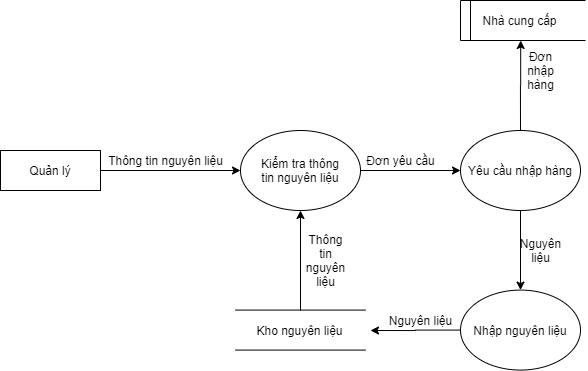 Nhà cung cấp
Đơn
nhập
hàng
Quản lý
Thông tin nguyên liệu
Kiểm tra thông
tin nguyên liệu
Đơn yêu cầu
Yêu cầu nhập hàng
Thông
tin
nguyên
liệu
Nguyên
liệu
Kho nguyên liệu
Nguyên liệu
Nhập nguyên liệu